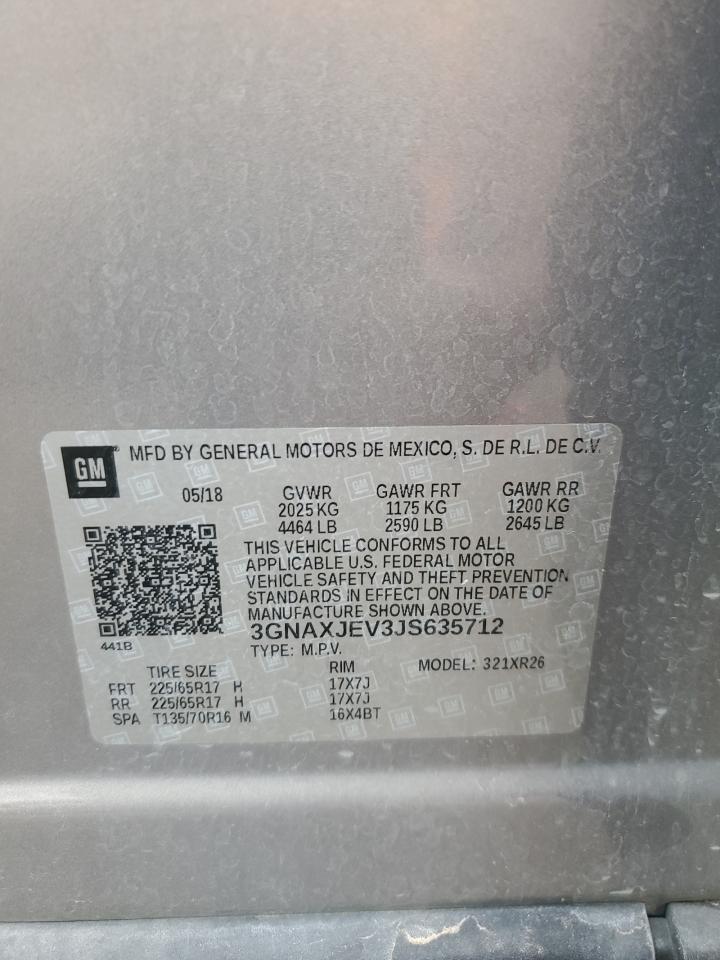 GM
MFD BY GENERAL MOTORS DE MEXICO, S. DE R.L. DE C.V.
05/18 GVWR GAWR FRT GAWR RR
2025 KG 1175 KG 1200 KG
4464 LB 2590 LB 2645 LB
THIS VEHICLE CONFORMS TO ALL
APPLICABLE U.S. FEDERAL MOTOR
VEHICLE SAFETY AND THEFT PREVENTION
STANDARDS IN EFFECT ON THE DATE OF
MANUFACTURE SHOWN ABOVE.
3GNAXJEV3JS635712
441B
TYPE: M.P.V.
TIRE SIZE RIM MODEL: 321XR26
FRT 225/65R17 H 17X7J
RR 225/65R17 H 17X7J
SPA T135/70R16 M 16X4BT